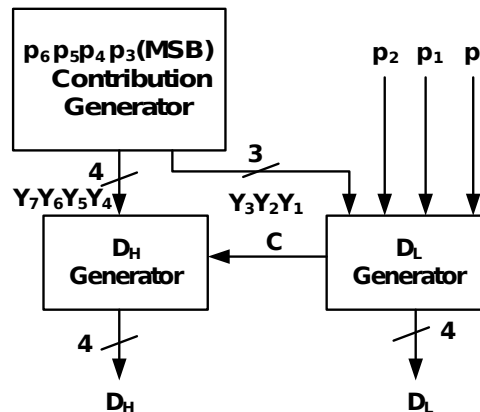 p₆p₅p₄p₃(MSB)
Contribution
Generator
p₂ p₁ p
4
3
Y₇Y₆Y₅Y₄
Y₃Y₂Y₁
D_H
Generator
C
D_L
Generator
4
4
D_H
D_L